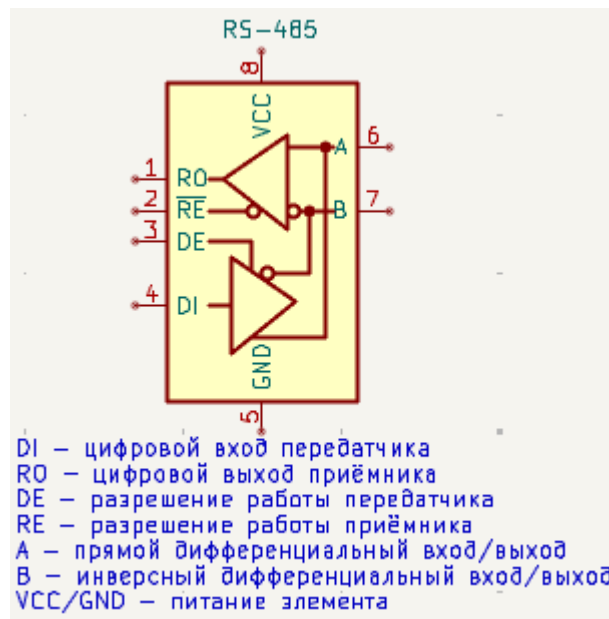 RS-485
8
VCC
A 6
1 RO
2 RE
B 7
3 DE
4 DI
GND
5
DI – цифровой вход передатчика
RO – цифровой выход приёмника
DE – разрешение работы передатчика
RE – разрешение работы приёмника
A – прямой дифференциальный вход/выход
B – инверсный дифференциальный вход/выход
VCC/GND – питание элемента